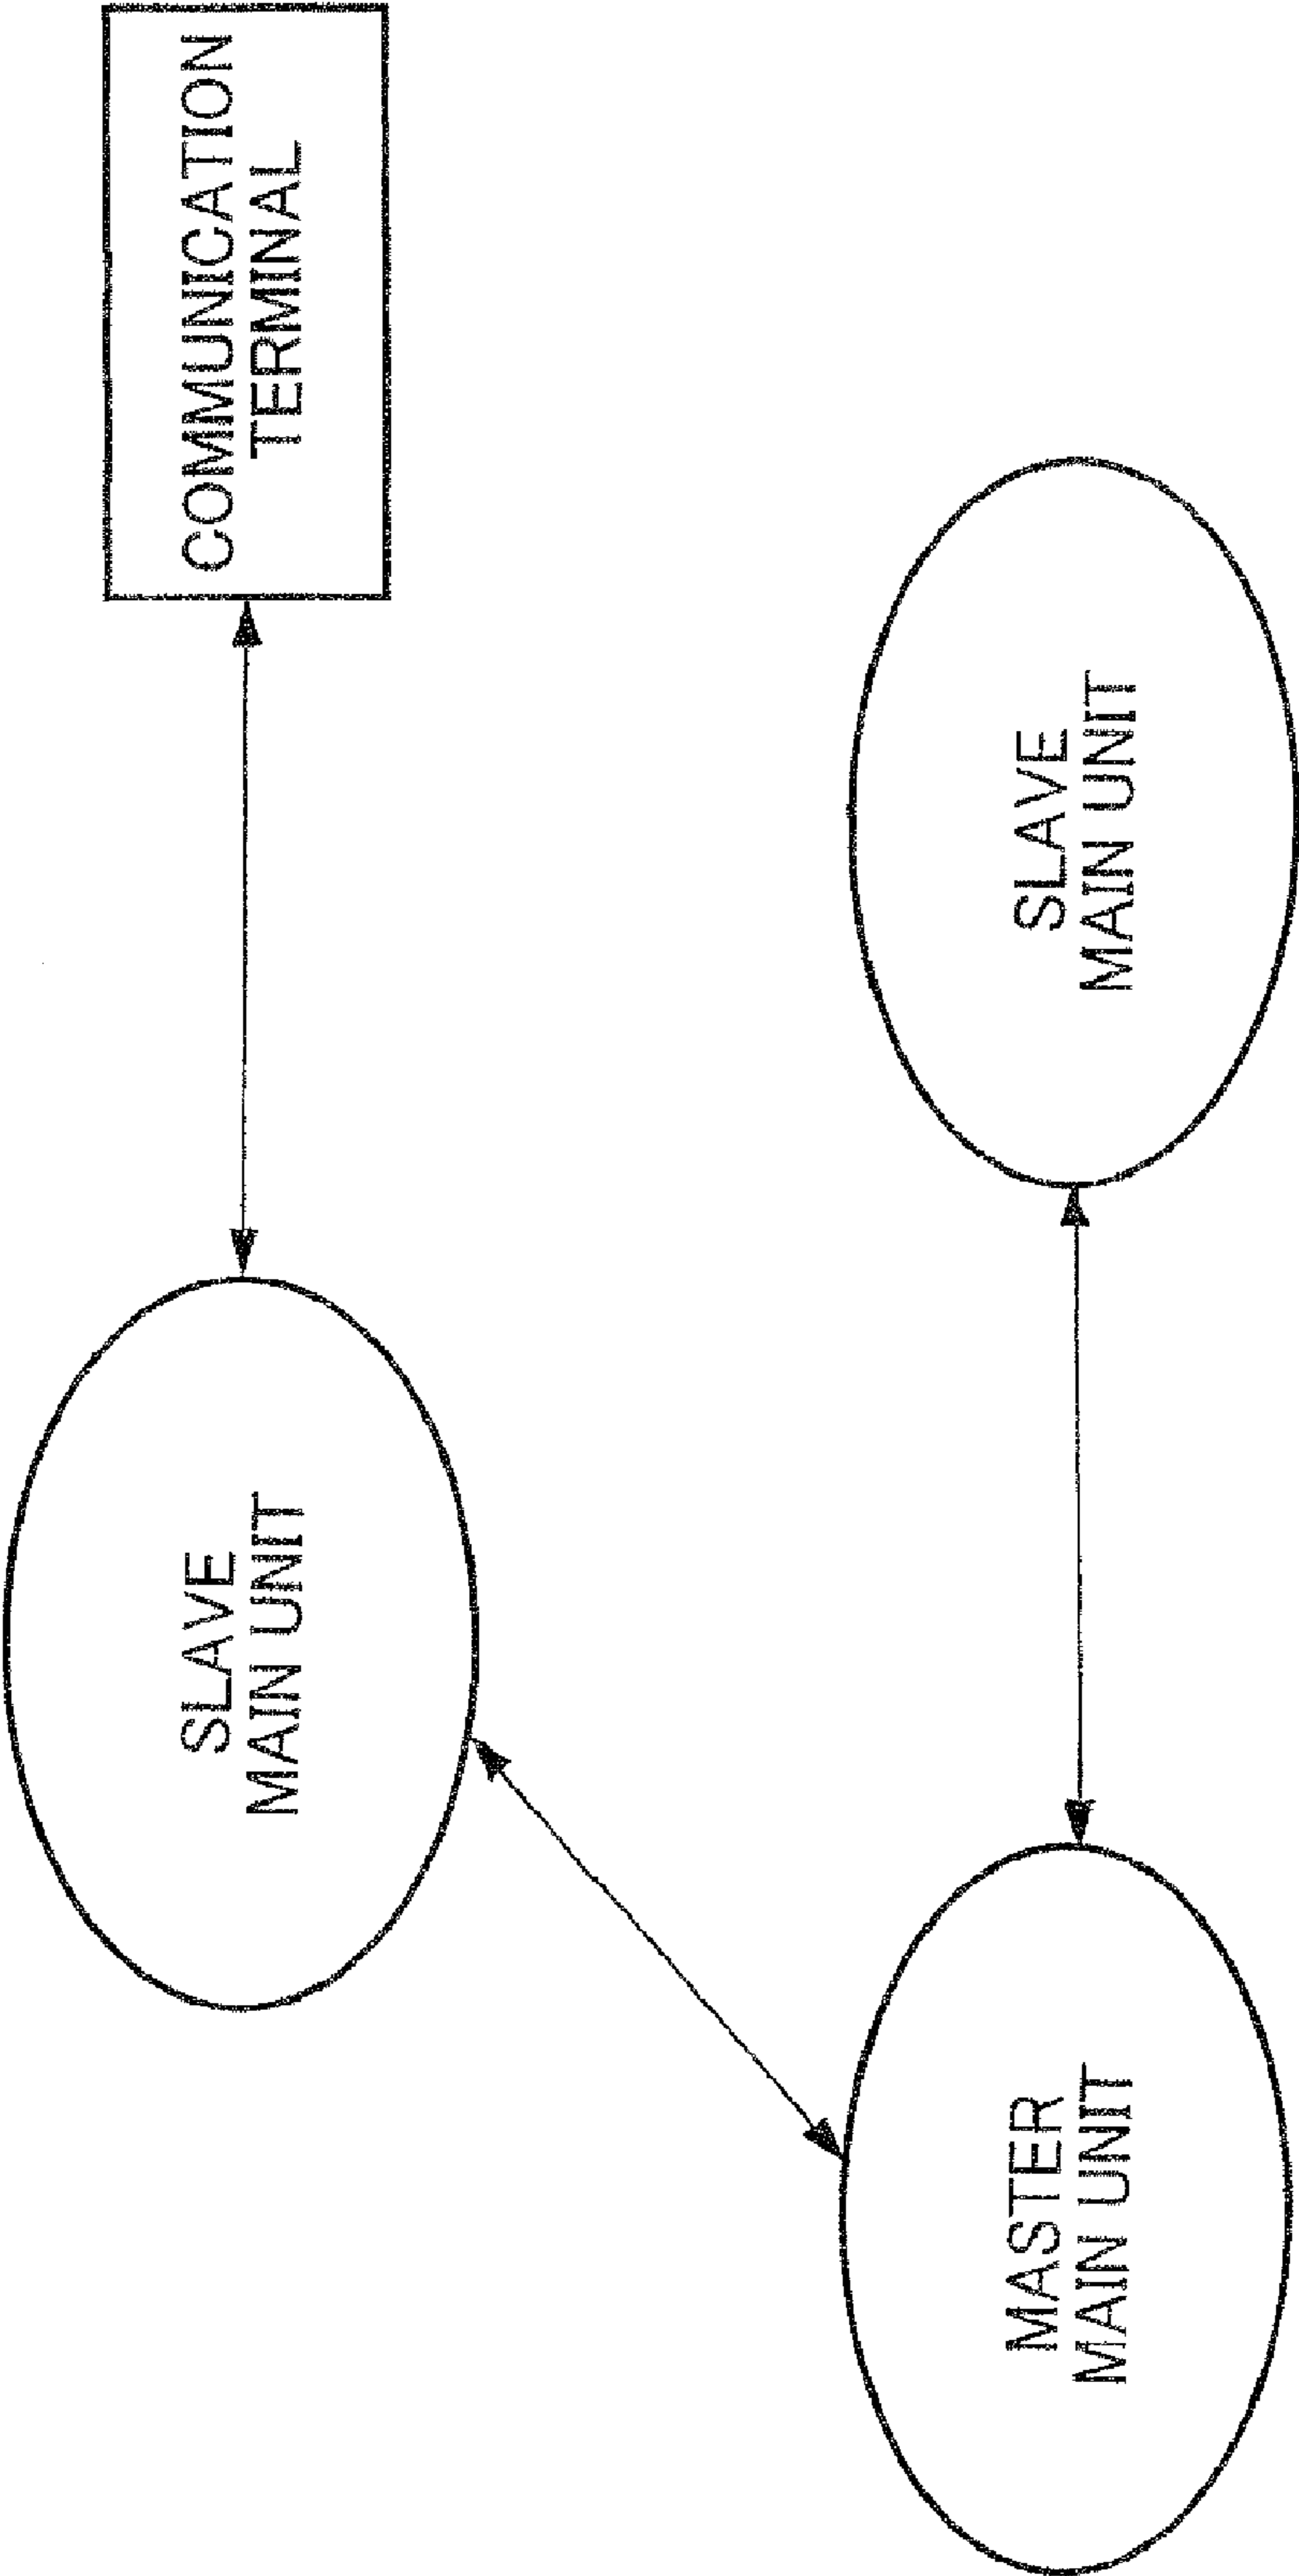 SLAVE
MAIN UNIT
COMMUNICATION
TERMINAL
MASTER
MAIN UNIT
SLAVE
MAIN UNIT